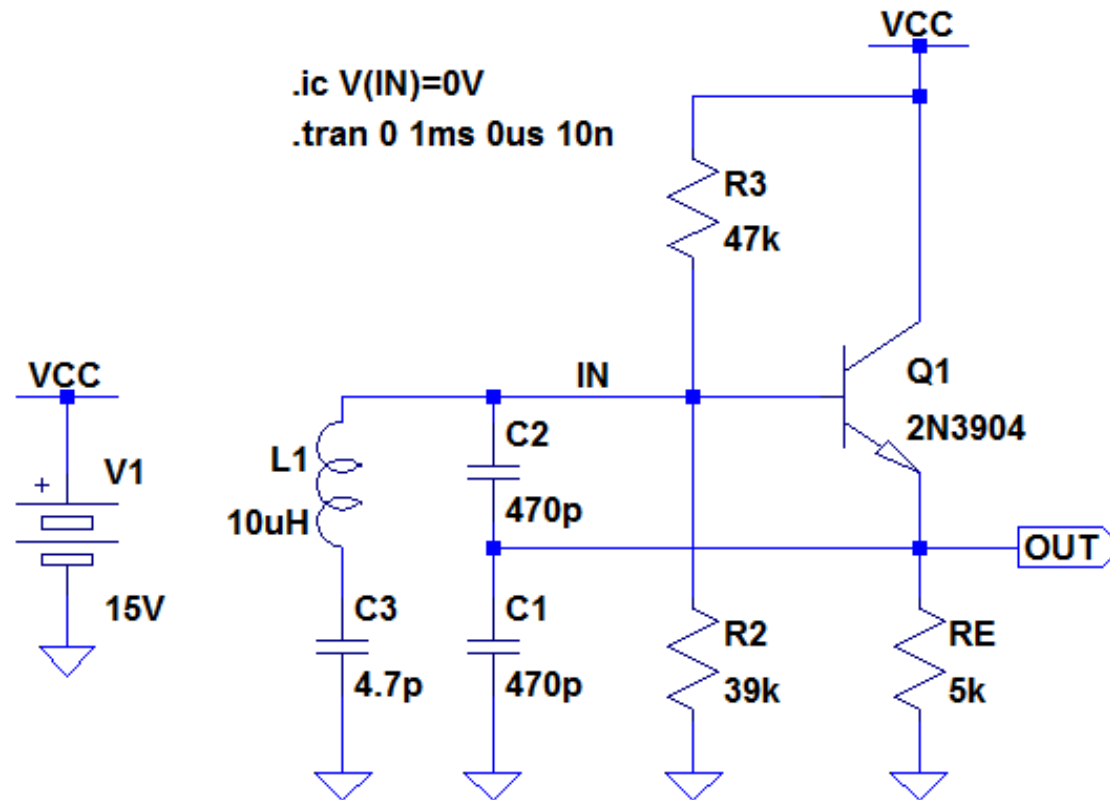 VCC
.ic V(IN)=0V
.tran 0 1ms 0us 10n
R3
47k
VCC
IN
Q1
2N3904
C2
L1
V1
+
10uH
470p
OUT
15V
C3
C1
R2
RE
4.7p
470p
39k
5k